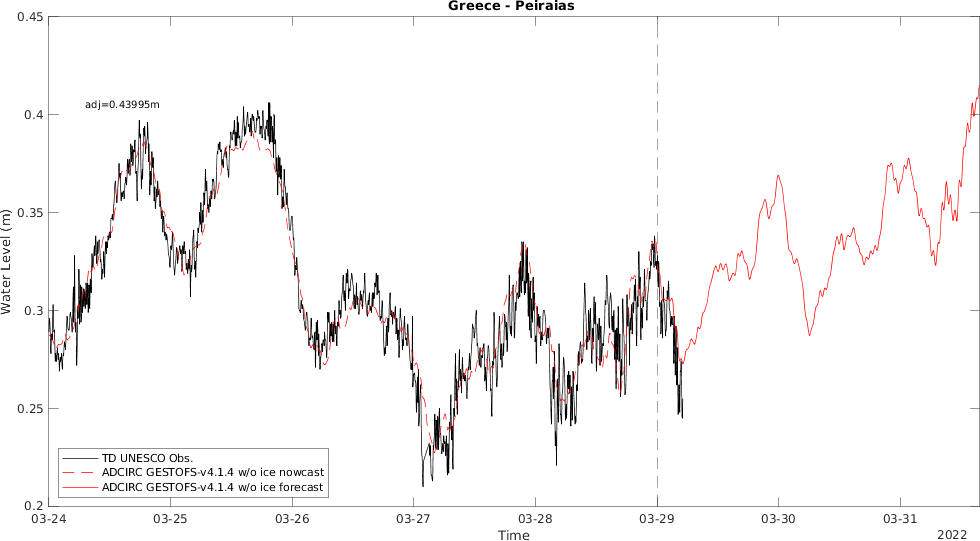 Greece - Peiraias
0.45
adj=0.43995m
0.4
0.35
Water Level (m)
0.3
0.25
TD UNESCO Obs.
ADCIRC GESTOFS-v4.1.4 w/o ice nowcast
ADCIRC GESTOFS-v4.1.4 w/o ice forecast
0.2
03-24 03-25 03-26 03-27 03-28 03-29 03-30 03-31
Time
2022